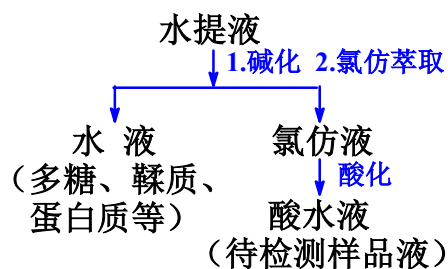 水提液
1.碱化 2.氯仿萃取
水 液
（多糖、鞣质、
蛋白质等）
氯仿液
酸化
酸水液
（待检测样品液）